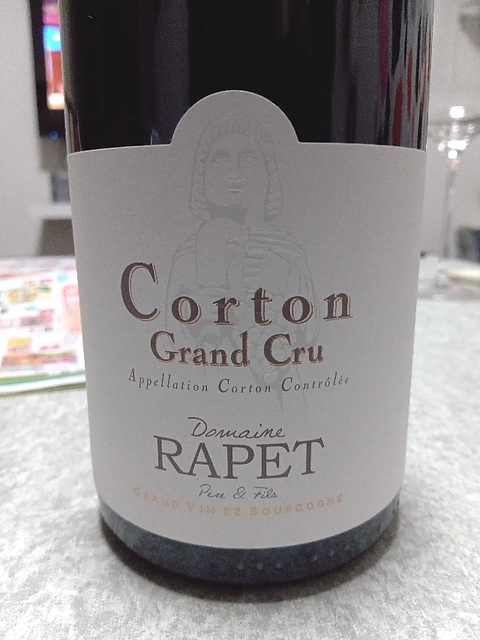 Corton
Grand Cru
Appellation Corton Contrôlée
Domaine
RAPET
Père & Fils
GRAND VIN DE BOURGOGNE